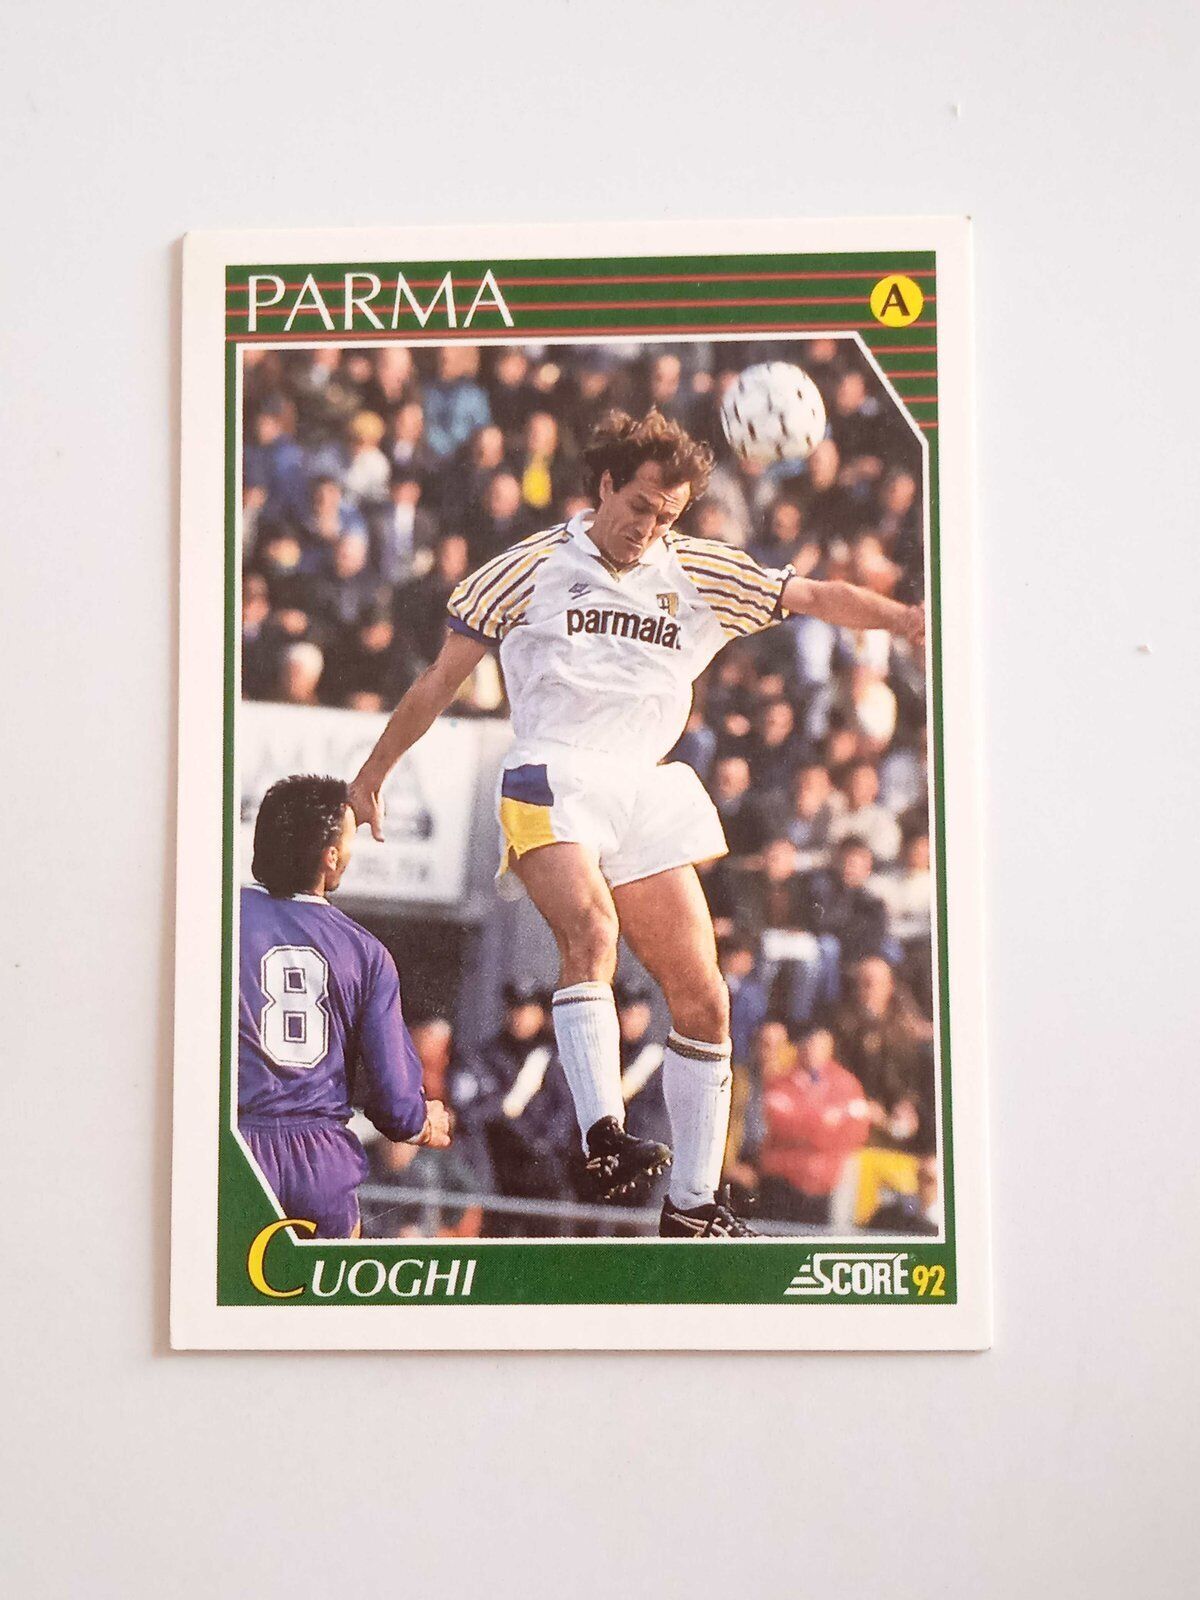 PARMA
A
parmalat
8
CUOGHI
SCORE 92